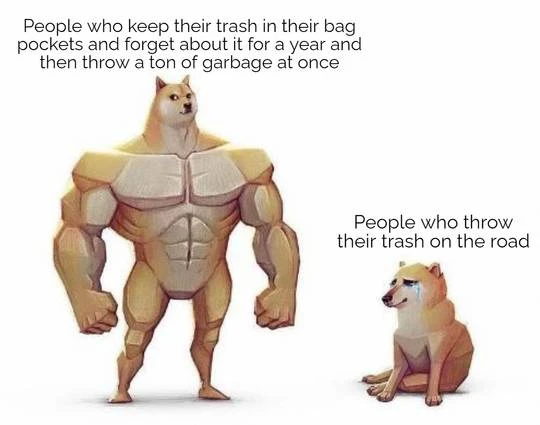 People who keep their trash in their bag
pockets and forget about it for a year and
then throw a ton of garbage at once
People who throw
their trash on the road